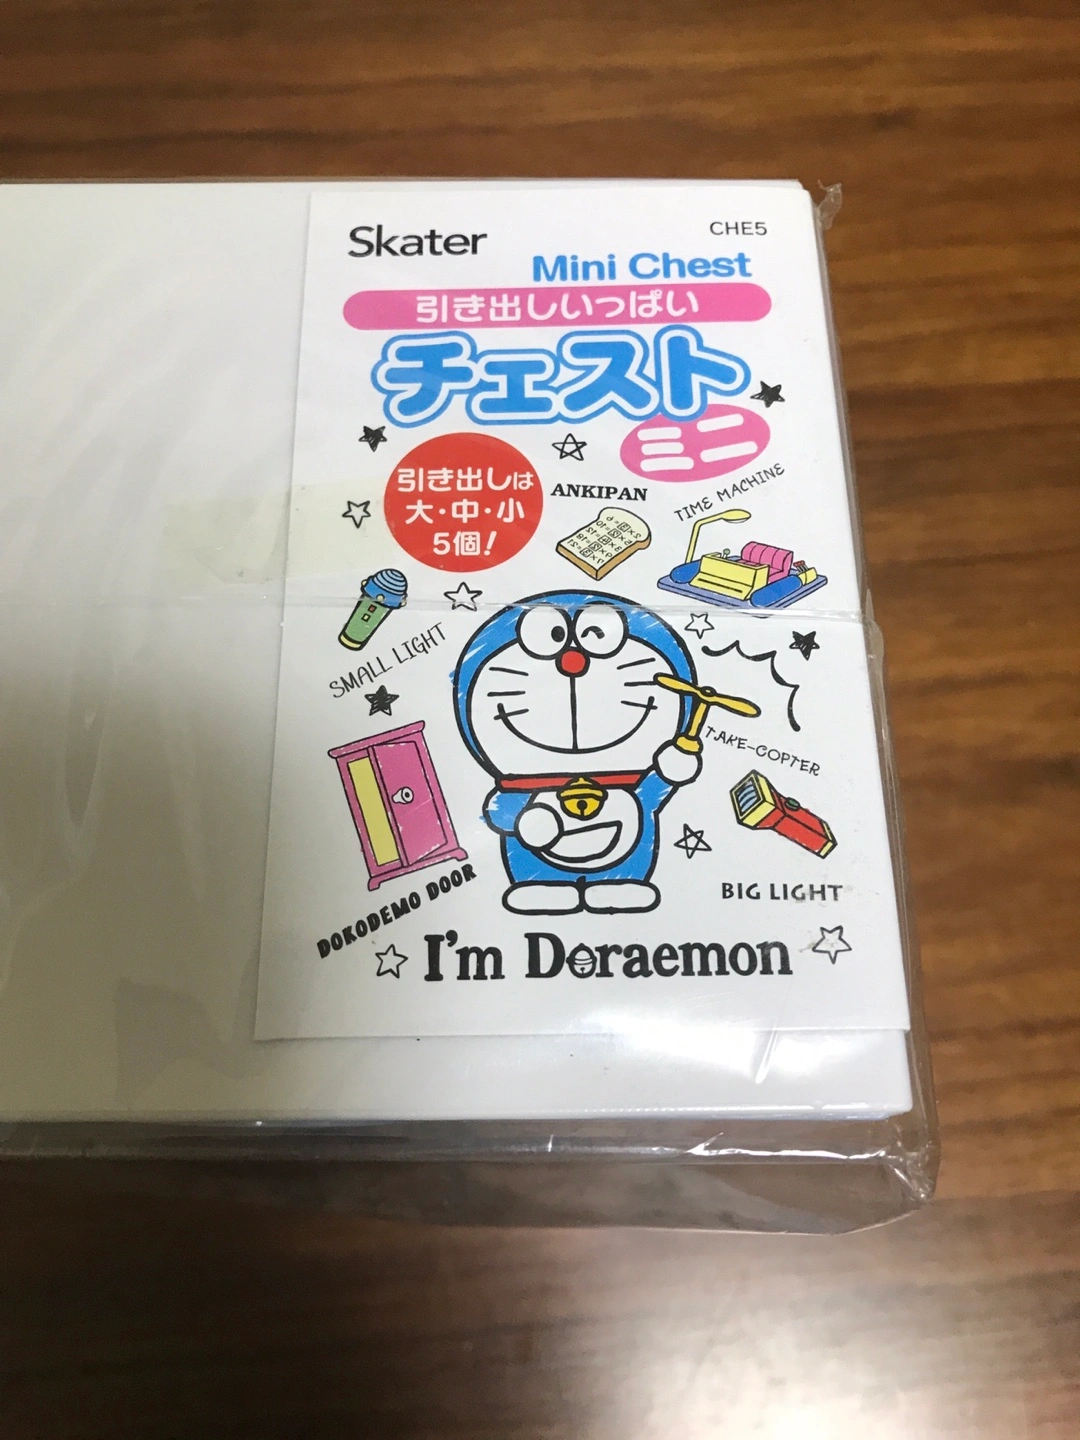 Skater
CHE5
Mini Chest
引き出しいっぱい
チェスト
ミニ
引き出しは
大・中・小
5個！
ANKIPAN
TIME MACHINE
SMALL LIGHT
TAKE-COPTER
DOKODEMO DOOR
BIG LIGHT
I'm Doraemon